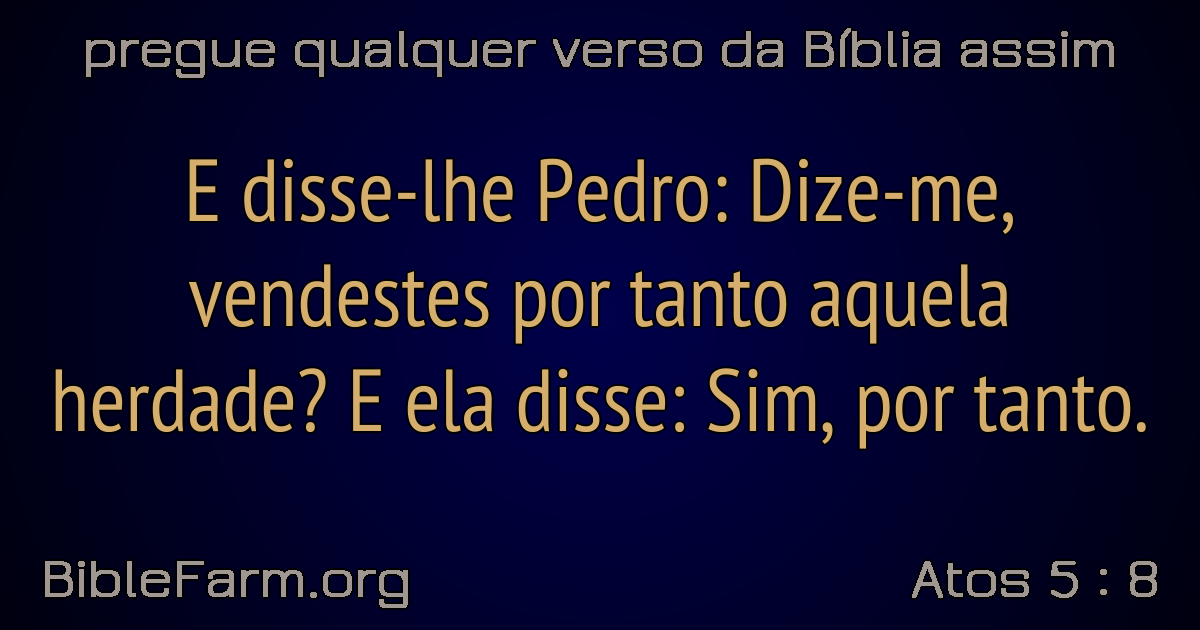 pregue qualquer verso da Bíblia assim
E disse-lhe Pedro: Dize-me,
vendestes por tanto aquela
herdade? E ela disse: Sim, por tanto.
BibleFarm.org
Atos 5 : 8